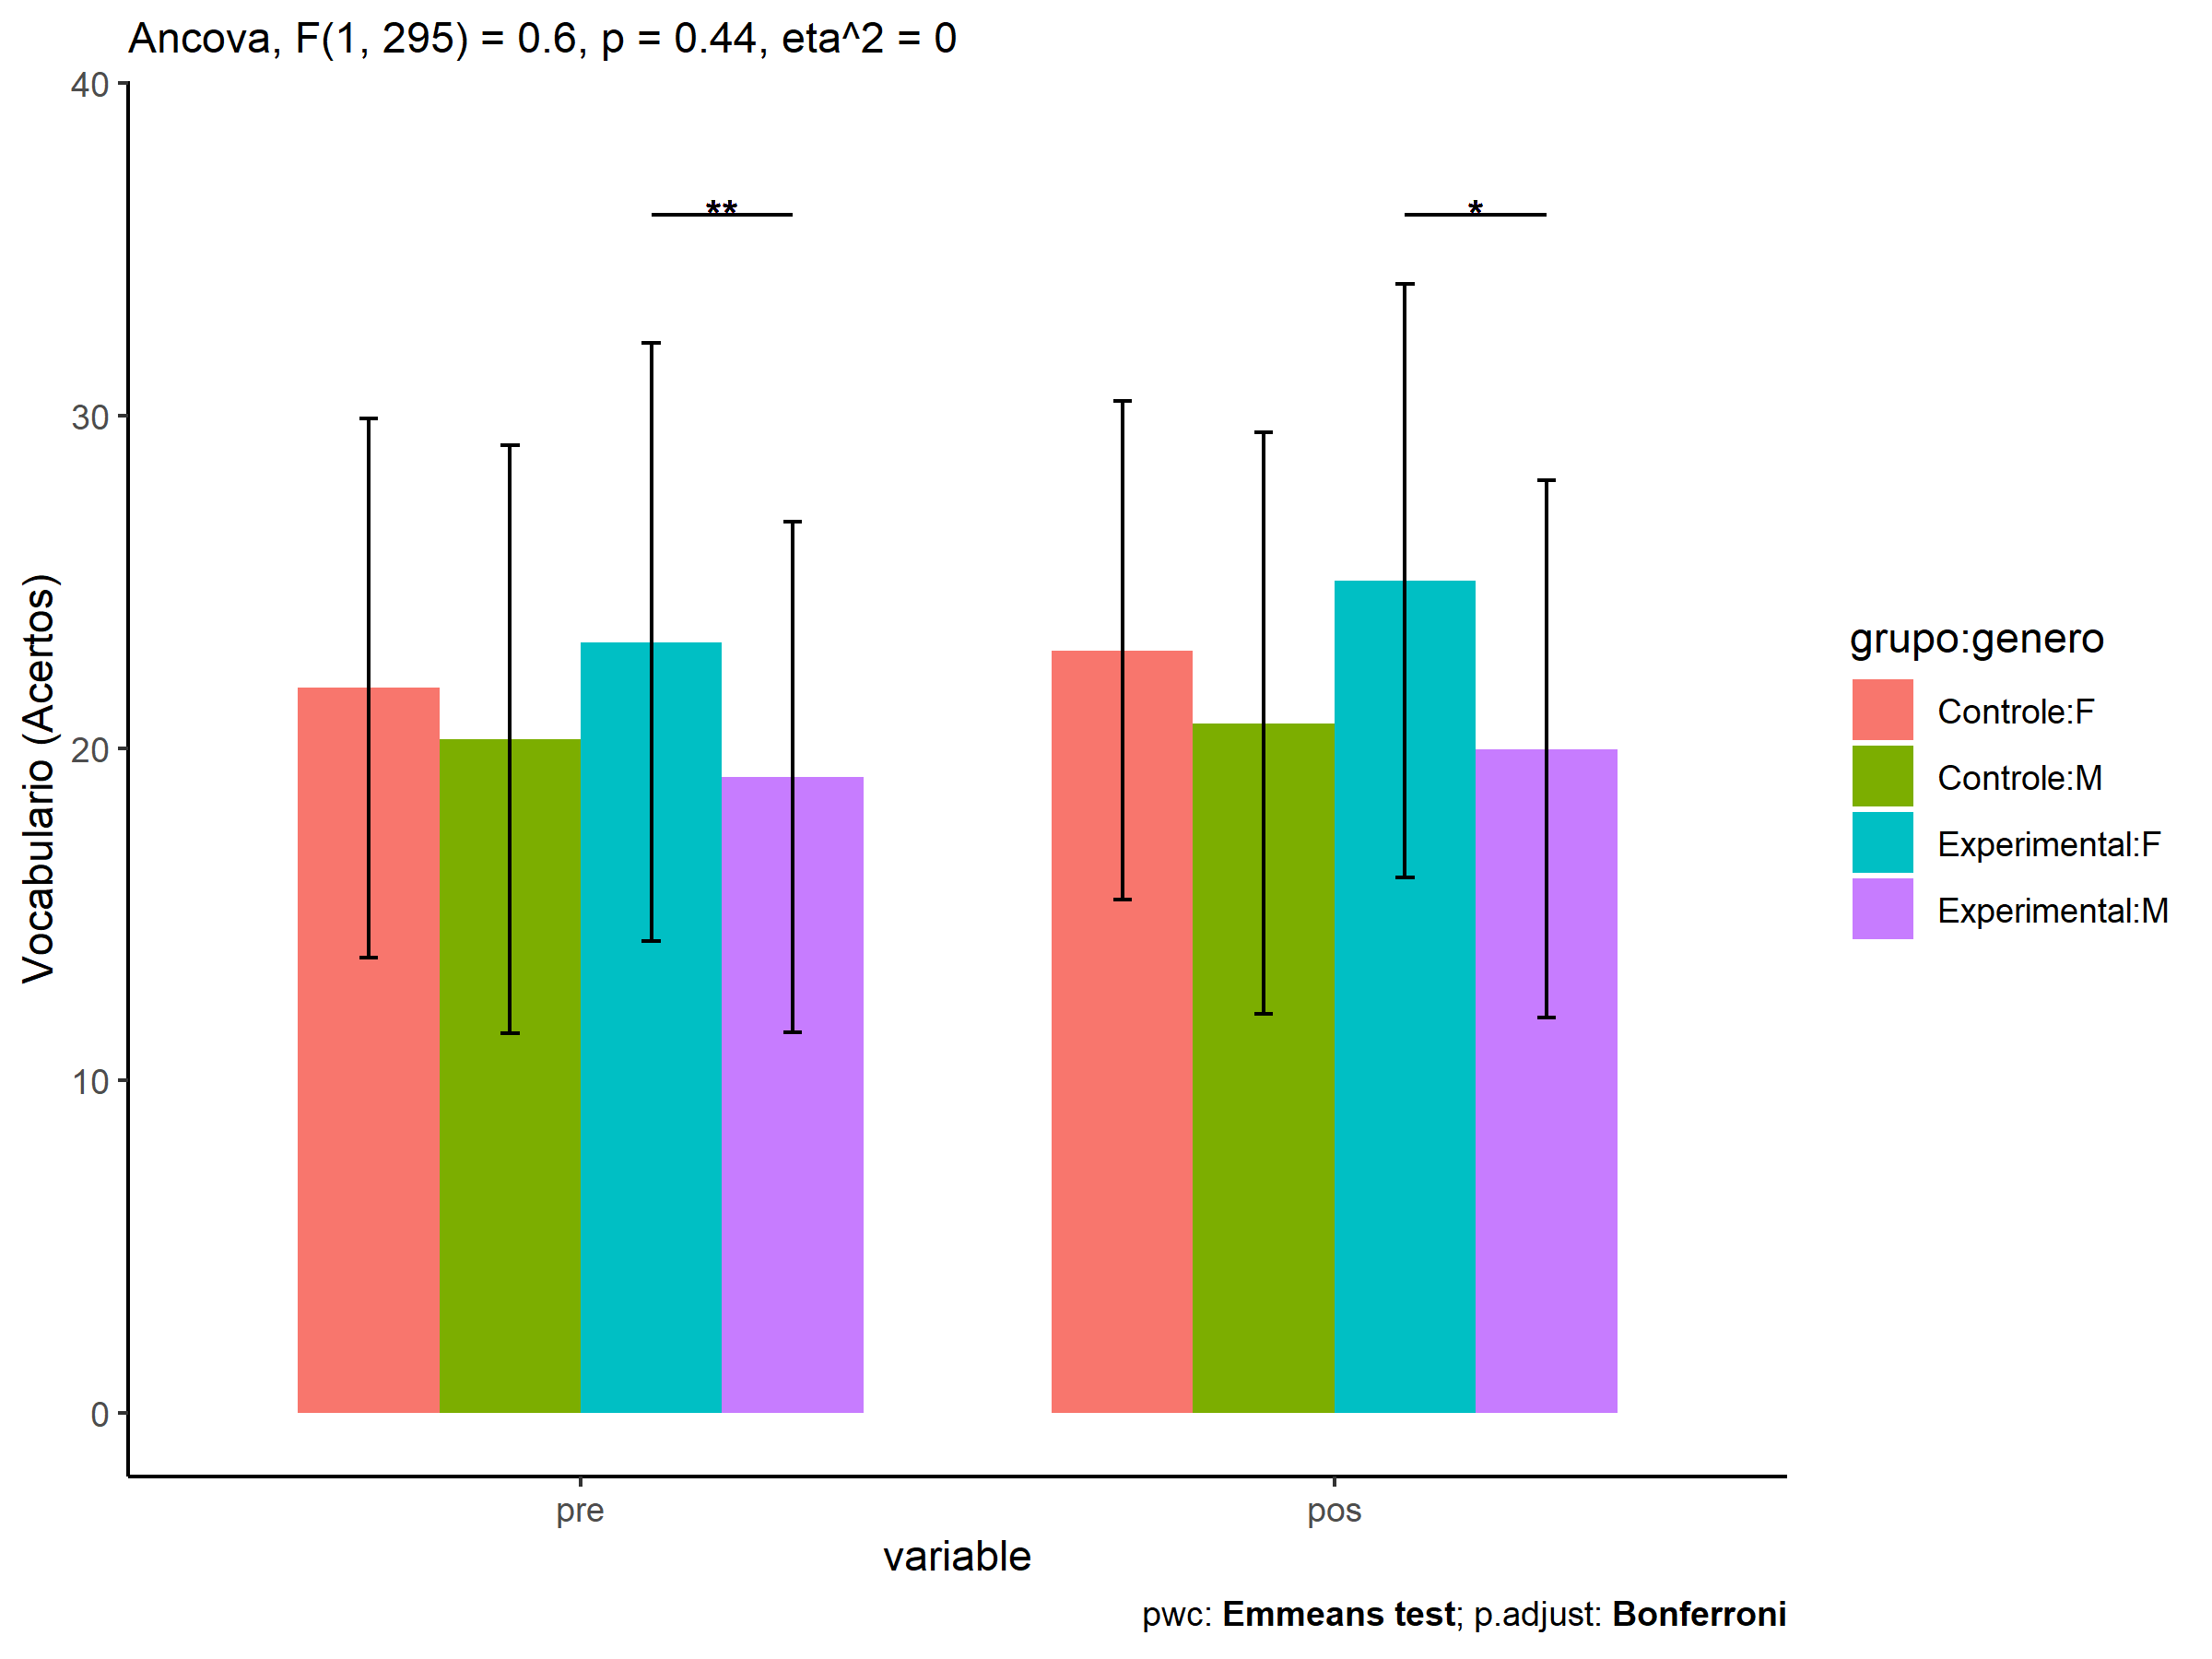 Ancova, F(1, 295) = 0.6, p = 0.44, eta^2 = 0
Vocabulario (Acertos)
40
30
20
10
0
**
*
pre
pos
variable
grupo:genero
Controle:F
Controle:M
Experimental:F
Experimental:M
pwc: Emmeans test; p.adjust: Bonferroni